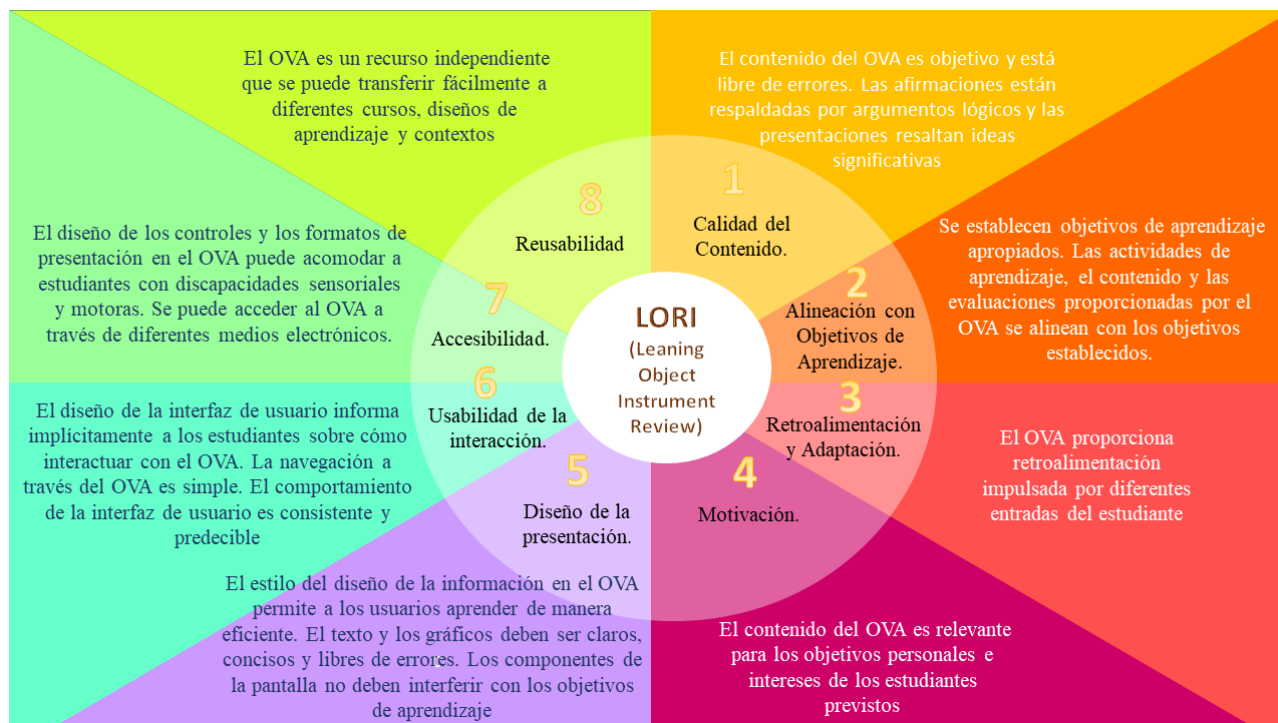 LORI
(Leaning
Object
Instrument
Review)
1
Calidad del
Contenido.
El contenido del OVA es objetivo y está
libre de errores. Las afirmaciones están
respaldadas por argumentos lógicos y las
presentaciones resaltan ideas
significativas
2
Alineación con
Objetivos de
Aprendizaje.
Se establecen objetivos de aprendizaje
apropiados. Las actividades de
aprendizaje, el contenido y las
evaluaciones proporcionadas por el
OVA se alinean con los objetivos
establecidos.
3
Retroalimentación
y Adaptación.
El OVA proporciona
retroalimentación
impulsada por diferentes
entradas del estudiante
4
Motivación.
El contenido del OVA es relevante
para los objetivos personales e
intereses de los estudiantes
previstos
5
Diseño de la
presentación.
El estilo del diseño de la información en el OVA
permite a los usuarios aprender de manera
eficiente. El texto y los gráficos deben ser claros,
concisos y libres de errores. Los componentes de
la pantalla no deben interferir con los objetivos
de aprendizaje
6
Usabilidad de la
interacción.
El diseño de la interfaz de usuario informa
implícitamente a los estudiantes sobre cómo
interactuar con el OVA. La navegación a
través del OVA es simple. El comportamiento
de la interfaz de usuario es consistente y
predecible
7
Accesibilidad.
El diseño de los controles y los formatos de
presentación en el OVA puede acomodar a
estudiantes con discapacidades sensoriales
y motoras. Se puede acceder al OVA a
través de diferentes medios electrónicos.
8
Reusabilidad
El OVA es un recurso independiente
que se puede transferir fácilmente a
diferentes cursos, diseños de
aprendizaje y contextos